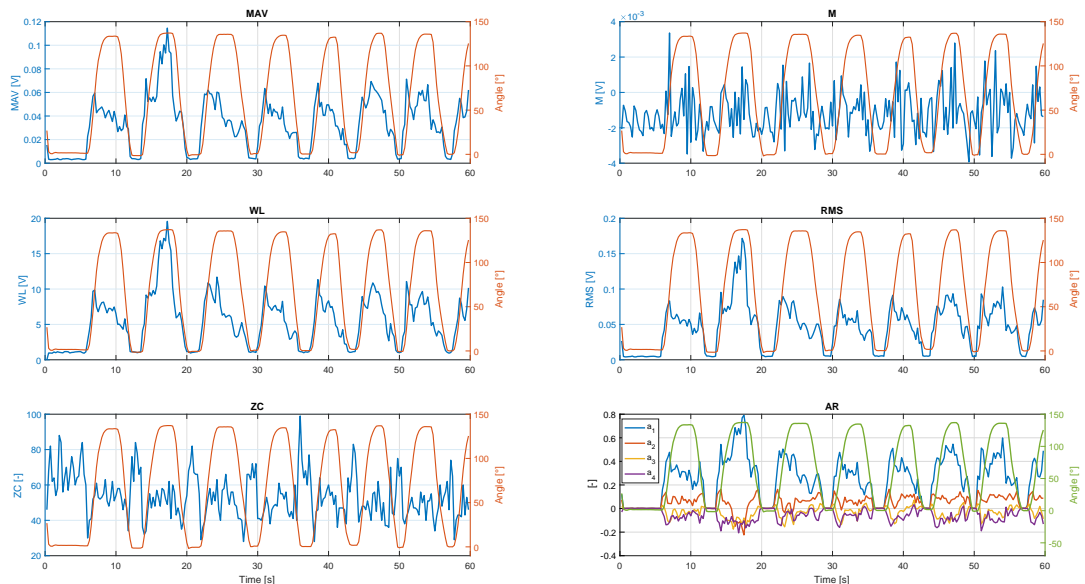 MAV
M
0.12
0.1
0.08
0.06
0.04
0.02
0
MAV [V]
150
100
50
0
Angle [°]
0 10 20 30 40 50 60
4 ×10⁻³
2
0
-2
-4
M [V]
150
100
50
0
Angle [°]
0 10 20 30 40 50 60
WL
RMS
20
15
10
5
0
WL [V]
150
100
50
0
Angle [°]
0 10 20 30 40 50 60
0.2
0.15
0.1
0.05
0
RMS [V]
150
100
50
0
Angle [°]
0 10 20 30 40 50 60
ZC
AR
100
80
60
40
20
ZC [-]
150
100
50
0
Angle [°]
0 10 20 30 40 50 60
Time [s]
0.8
0.6
0.4
0.2
0
-0.2
-0.4
[-]
a₁
a₂
a₃
a₄
150
100
50
0
-50
Angle [°]
0 10 20 30 40 50 60
Time [s]